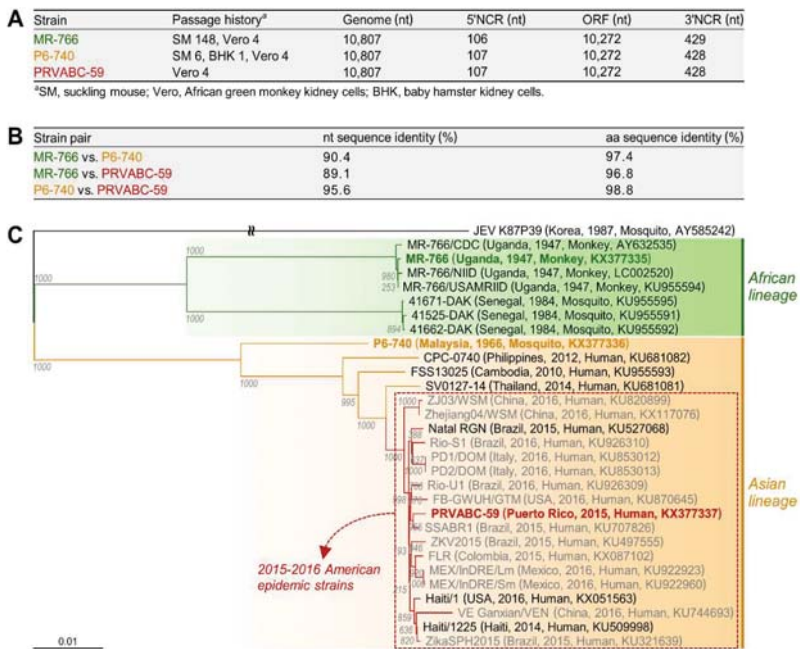 A
Strain Passage historyᵃ Genome (nt) 5'NCR (nt) ORF (nt) 3'NCR (nt)
MR-766 SM 148, Vero 4 10,807 106 10,272 429
P6-740 SM 6, BHK 1, Vero 4 10,807 107 10,272 428
PRVABC-59 Vero 4 10,807 107 10,272 428
ᵃSM, suckling mouse; Vero, African green monkey kidney cells; BHK, baby hamster kidney cells.
B
Strain pair nt sequence identity (%) aa sequence identity (%)
MR-766 vs. P6-740 90.4 97.4
MR-766 vs. PRVABC-59 89.1 96.8
P6-740 vs. PRVABC-59 95.6 98.8
C
JEV K87P39 (Korea, 1987, Mosquito, AY585242)
1000
MR-766/CDC (Uganda, 1947, Monkey, AY632535)
MR-766 (Uganda, 1947, Monkey, KX377335)
1000
980
MR-766/NIID (Uganda, 1947, Monkey, LC002520)
253
MR-766/USAMRIID (Uganda, 1947, Monkey, KU955594)
41671-DAK (Senegal, 1984, Mosquito, KU955595)
1000
41525-DAK (Senegal, 1984, Mosquito, KU955591)
894
41662-DAK (Senegal, 1984, Mosquito, KU955592)
African
lineage
P6-740 (Malaysia, 1966, Mosquito, KX377336)
1000
CPC-0740 (Philippines, 2012, Human, KU681082)
FSS13025 (Cambodia, 2010, Human, KU955593)
1000
SV0127-14 (Thailand, 2014, Human, KU681081)
995
ZJ03/WSM (China, 2016, Human, KU820899)
1000
Zhejiang04/WSM (China, 2016, Human, KX117076)
Natal RGN (Brazil, 2015, Human, KU527068)
1000
Rio-S1 (Brazil, 2016, Human, KU926310)
PD1/DOM (Italy, 2016, Human, KU853012)
1000
PD2/DOM (Italy, 2016, Human, KU853013)
Rio-U1 (Brazil, 2016, Human, KU926309)
FB-GWUH/GTM (USA, 2016, Human, KU870645)
PRVABC-59 (Puerto Rico, 2015, Human, KX377337)
SSABR1 (Brazil, 2015, Human, KU707826)
ZKV2015 (Brazil, 2015, Human, KU497555)
FLR (Colombia, 2015, Human, KX087102)
MEX/InDRE/Lm (Mexico, 2016, Human, KU922923)
MEX/InDRE/Sm (Mexico, 2016, Human, KU922960)
215
Haiti/1 (USA, 2016, Human, KX051563)
VE Ganxian/VEN (China, 2016, Human, KU744693)
859
Haiti/1225 (Haiti, 2014, Human, KU509998)
ZikaSPH2015 (Brazil, 2015, Human, KU321639)
820
Asian
lineage
2015-2016 American
epidemic strains
0.01